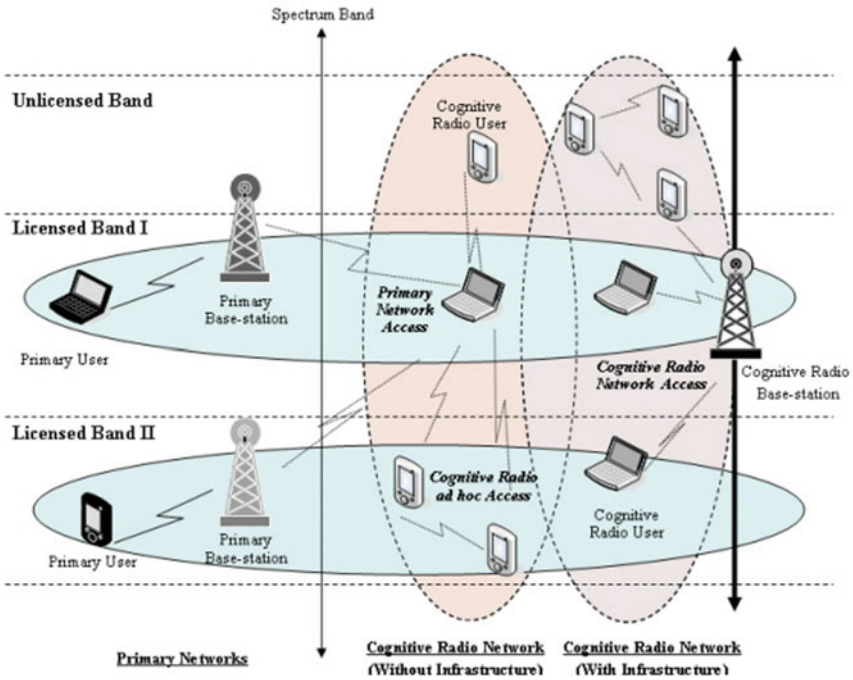 Spectrum Band
Unlicensed Band
Cognitive
Radio User
Licensed Band I
Primary
Base-station
Primary
Network
Access
Primary User
Cognitive Radio
Network Access
Cognitive Radio
Base-station
Licensed Band II
Cognitive Radio
ad hoc Access
Cognitive
Radio User
Primary
Base-station
Primary User
Primary Networks
Cognitive Radio Network
(Without Infrastructure)
Cognitive Radio Network
(With Infrastructure)